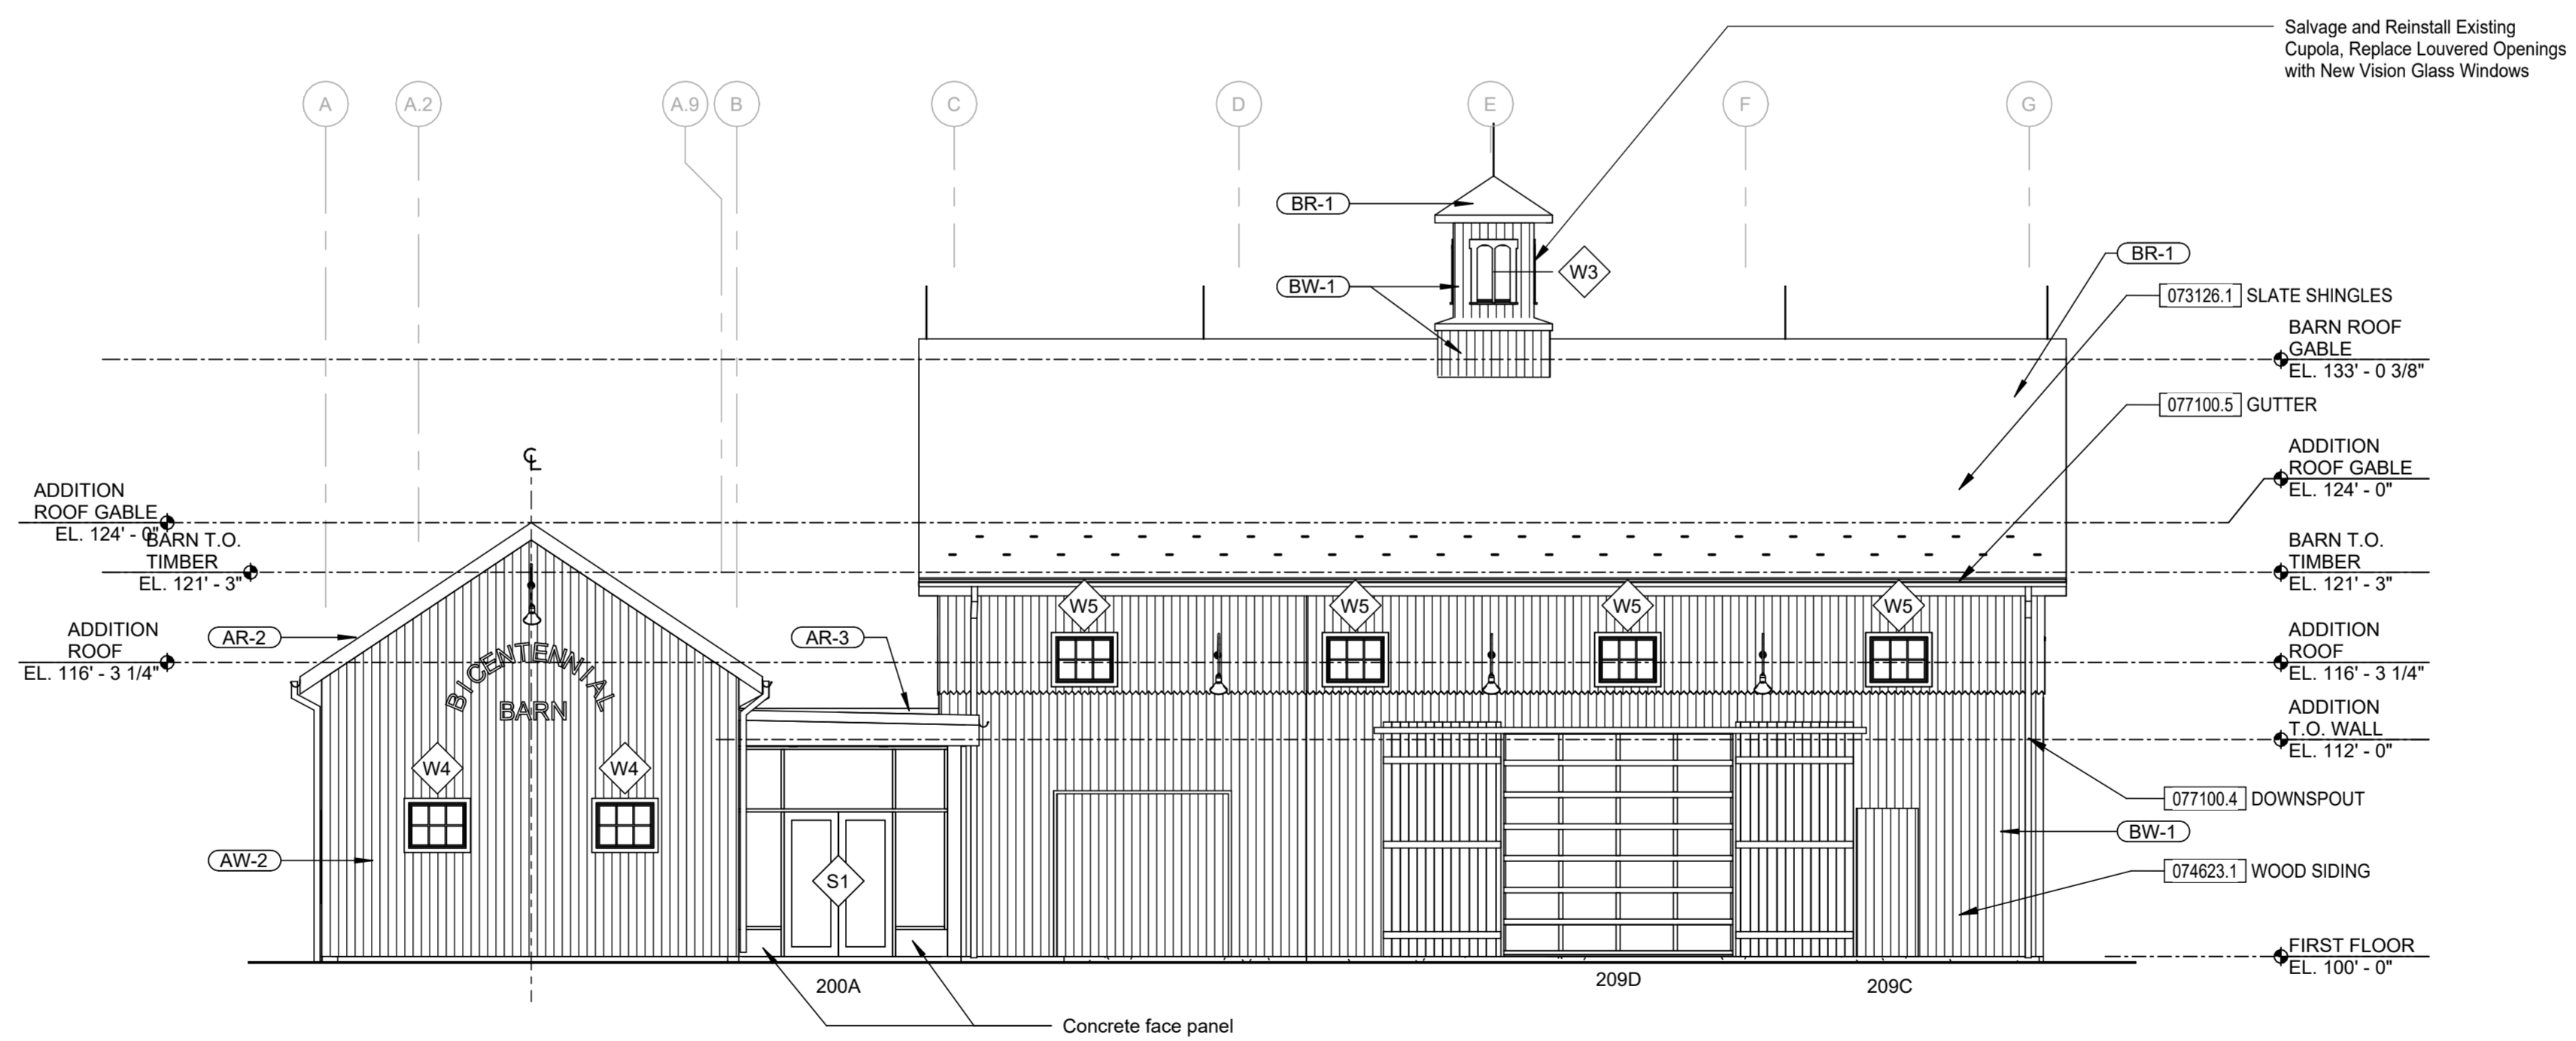 Salvage and Reinstall Existing
Cupola, Replace Louvered Openings
with New Vision Glass Windows
A
A.2
A.9
B
C
D
E
F
G
BR-1
BW-1
W3
BR-1
073126.1 SLATE SHINGLES
BARN ROOF
GABLE
EL. 133' - 0 3/8"
077100.5 GUTTER
ADDITION
ROOF GABLE
EL. 124' - 0"
BARN T.O.
TIMBER
EL. 121' - 3"
ADDITION
ROOF
EL. 116' - 3 1/4"
ADDITION
T.O. WALL
EL. 112' - 0"
077100.4 DOWNSPOUT
BW-1
074623.1 WOOD SIDING
FIRST FLOOR
EL. 100' - 0"
ADDITION
ROOF GABLE
EL. 124' - 0"
BARN T.O.
TIMBER
EL. 121' - 3"
ADDITION
ROOF
EL. 116' - 3 1/4"
AR-2
AW-2
CL
BICENTENNIAL
BARN
W4
W4
AR-3
S1
W5
W5
W5
W5
200A
209D
209C
Concrete face panel